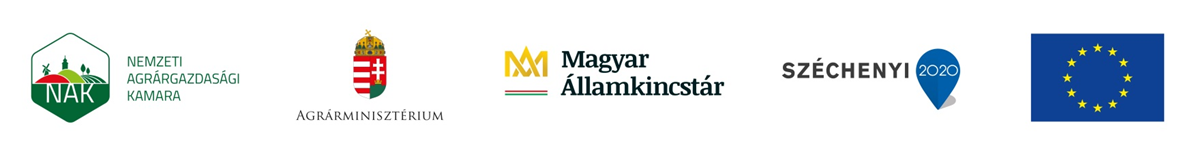 NAK
NEMZETI
AGRÁRGAZDASÁGI
KAMARA
AGRÁRMINISZTÉRIUM
Magyar
Államkincstár
SZÉCHENYI 2020